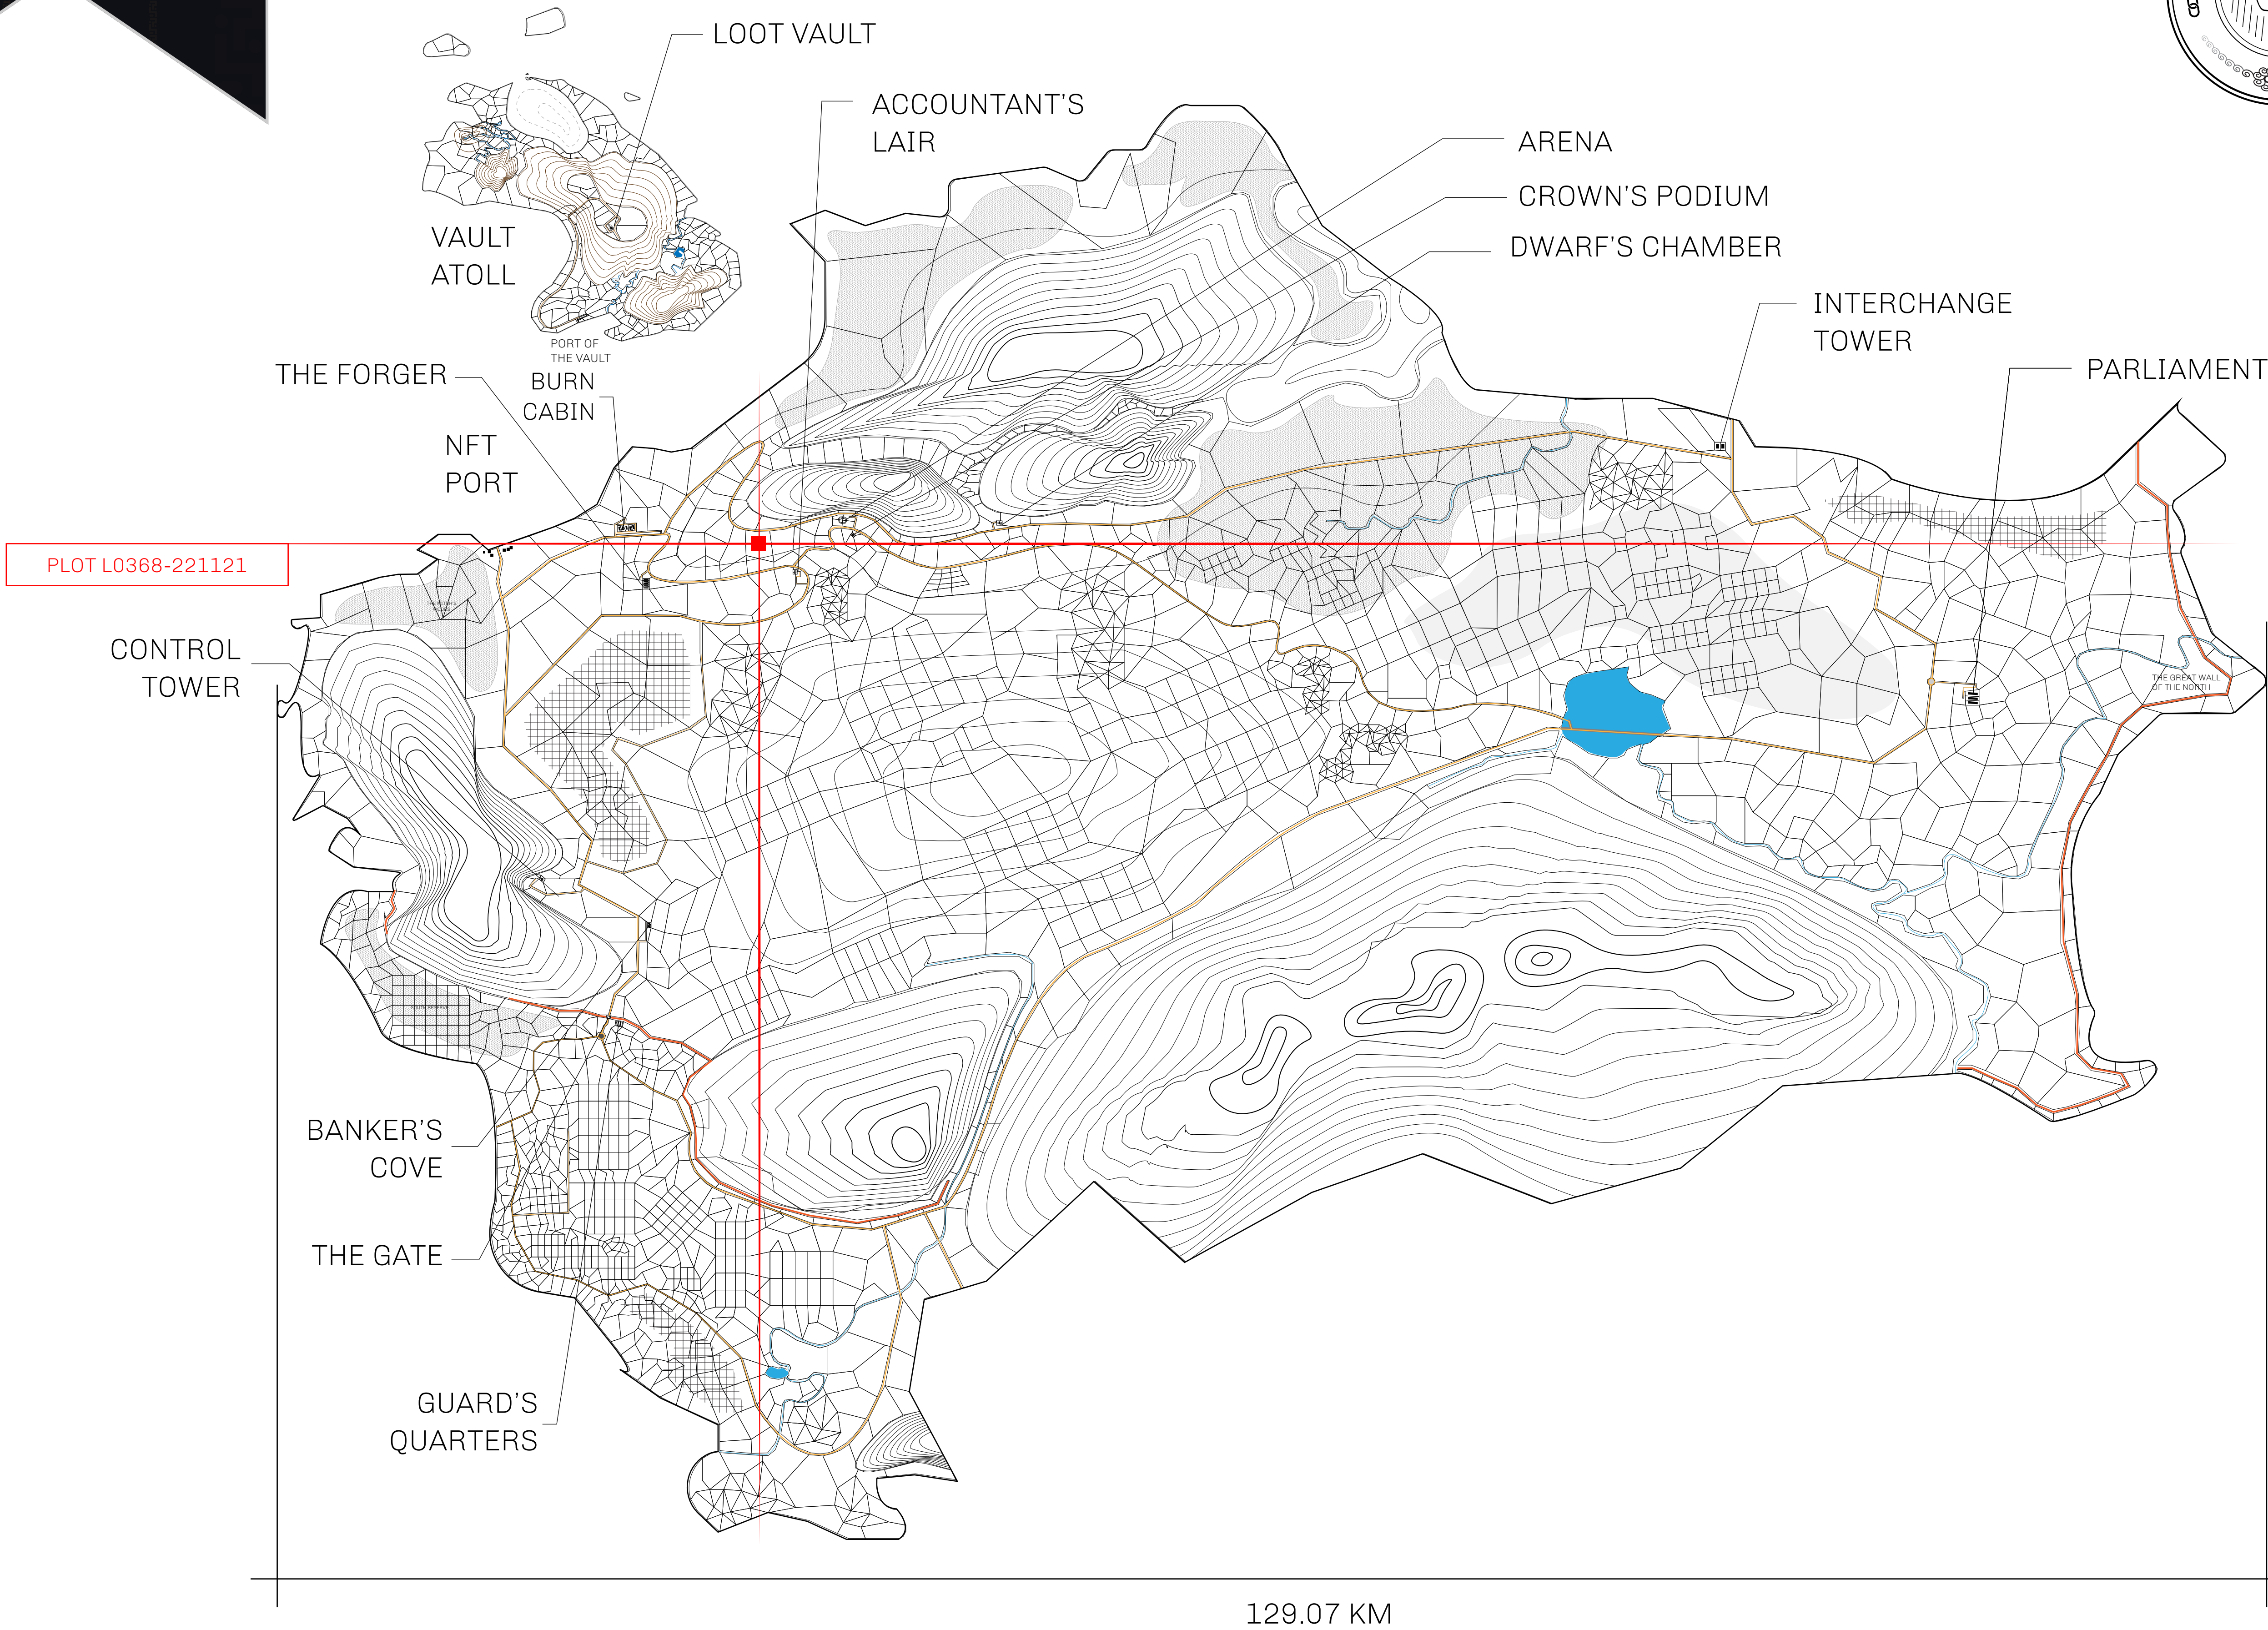 LOOT VAULT
ACCOUNTANT'S
LAIR
ARENA
CROWN'S PODIUM
DWARF'S CHAMBER
VAULT
ATOLL
INTERCHANGE
TOWER
PORT OF
THE VAULT
PARLIAMENT
THE FORGER
BURN
CABIN
NFT
PORT
PLOT L0368-221121
CONTROL
TOWER
THE GREAT WALL
OF THE NORTH
SOUTH RESERVE
BANKER'S
COVE
THE GATE
GUARD'S
QUARTERS
129.07 KM